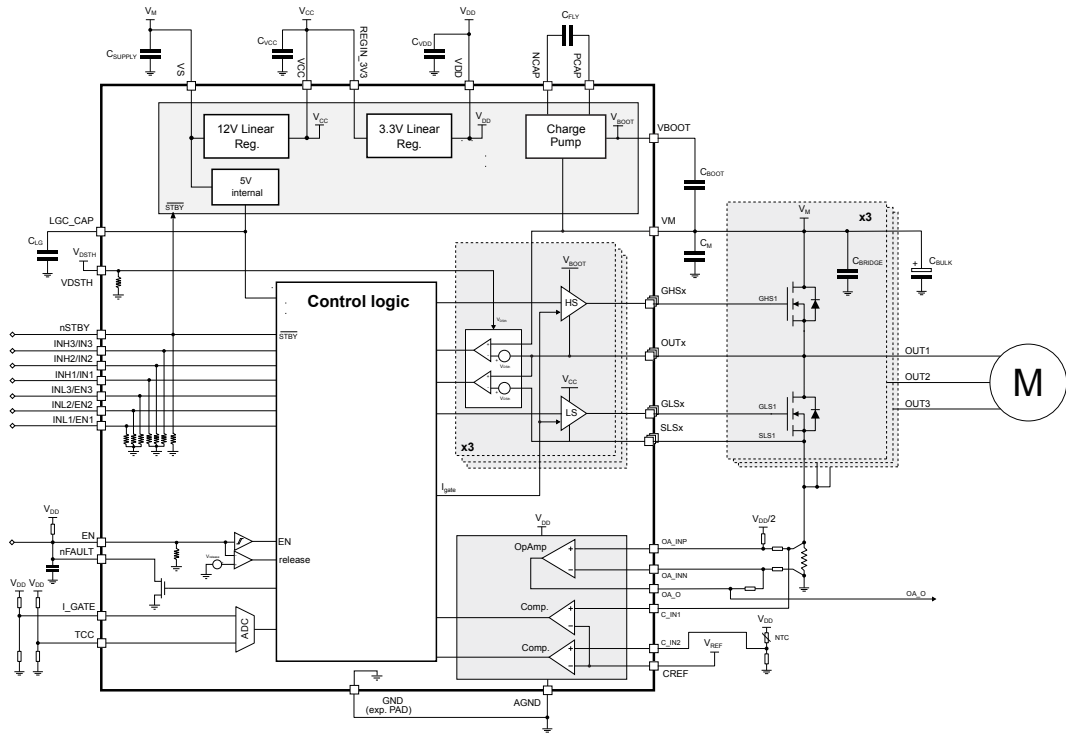 VM
CSUPPLY
VS
VCC
CVCC
VCC
REGIN_3V3
VDD
CVDD
VDD
CFLY
NCAP
PCAP
12V Linear
Reg.
VCC
3.3V Linear
Reg.
VDD
Charge
Pump
VBOOT
VBOOT
5V
internal
STBY
CBOOT
LGC_CAP
CLG
VDSTH
VDSTH
VM
CM
VM
x3
CBRIDGE
+
CBULK
Control logic
VBOOT
HS
GHSx
GHS1
nSTBY
STBY
INH3/IN3
INH2/IN2
INH1/IN1
INL3/EN3
INL2/EN2
INL1/EN1
OUTx
OUT1
OUT2
OUT3
M
VCC
LS
GLSx
GLS1
SLSx
SLS1
x3
Igate
VDD
EN
EN
nFAULT
release
VDD
VDD
I_GATE
TCC
ADC
VDD
OpAmp
+
−
OA_INP
OA_INN
OA_O
VDD/2
OA_O
Comp.
+
−
C_IN1
Comp.
+
−
C_IN2
CREF
VREF
VDD
NTC
GND
(exp. PAD)
AGND